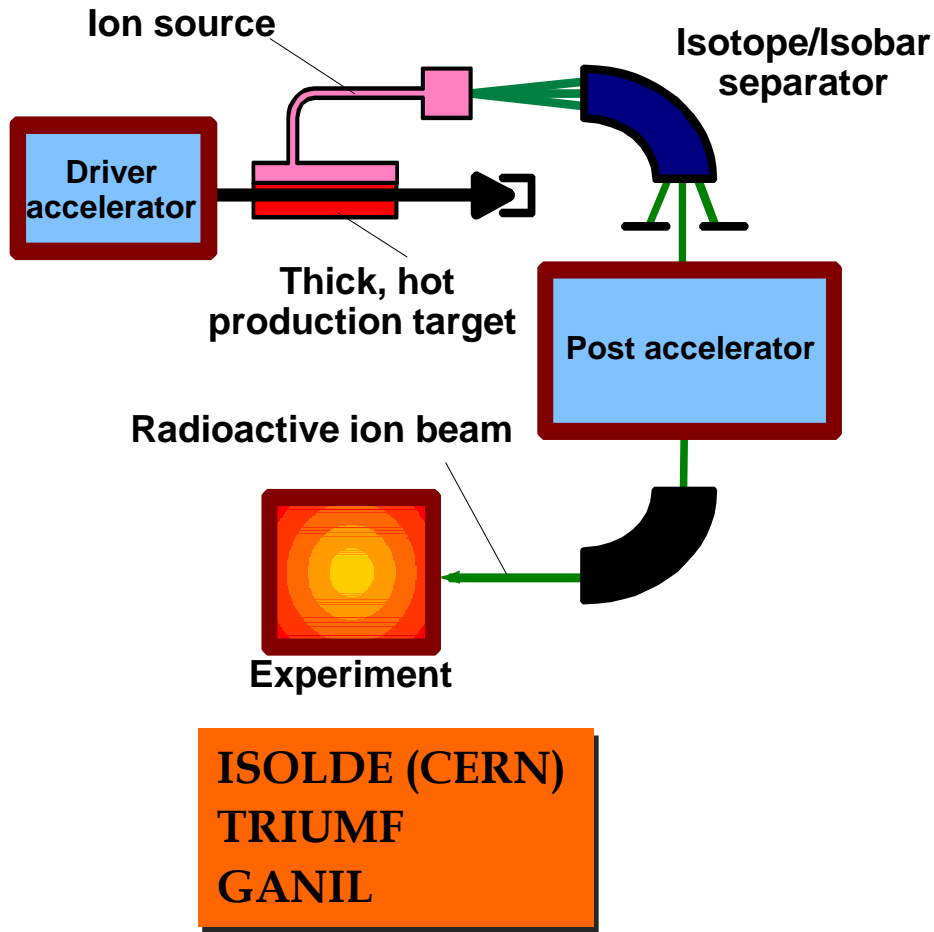 Ion source
Isotope/Isobar
separator
Driver
accelerator
Thick, hot
production target
Post accelerator
Radioactive ion beam
Experiment
ISOLDE (CERN)
TRIUMF
GANIL